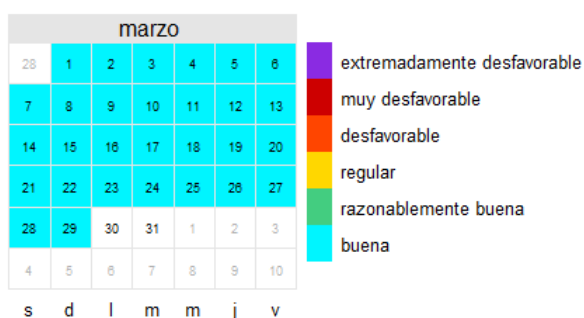 marzo
28 1 2 3 4 5 6
7 8 9 10 11 12 13
14 15 16 17 18 19 20
21 22 23 24 25 26 27
28 29 30 31 1 2 3
4 5 6 7 8 9 10
s d l m m j v
extremadamente desfavorable
muy desfavorable
desfavorable
regular
razonablemente buena
buena